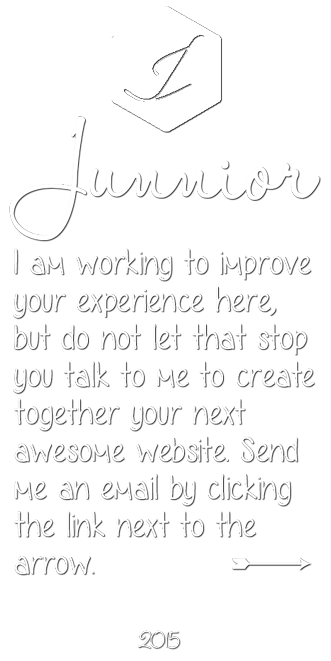 J
Junnior
I am working to improve
your experience here,
but do not let that stop
you talk to me to create
together your next
awesome website. Send
me an email by clicking
the link next to the
arrow.
2015